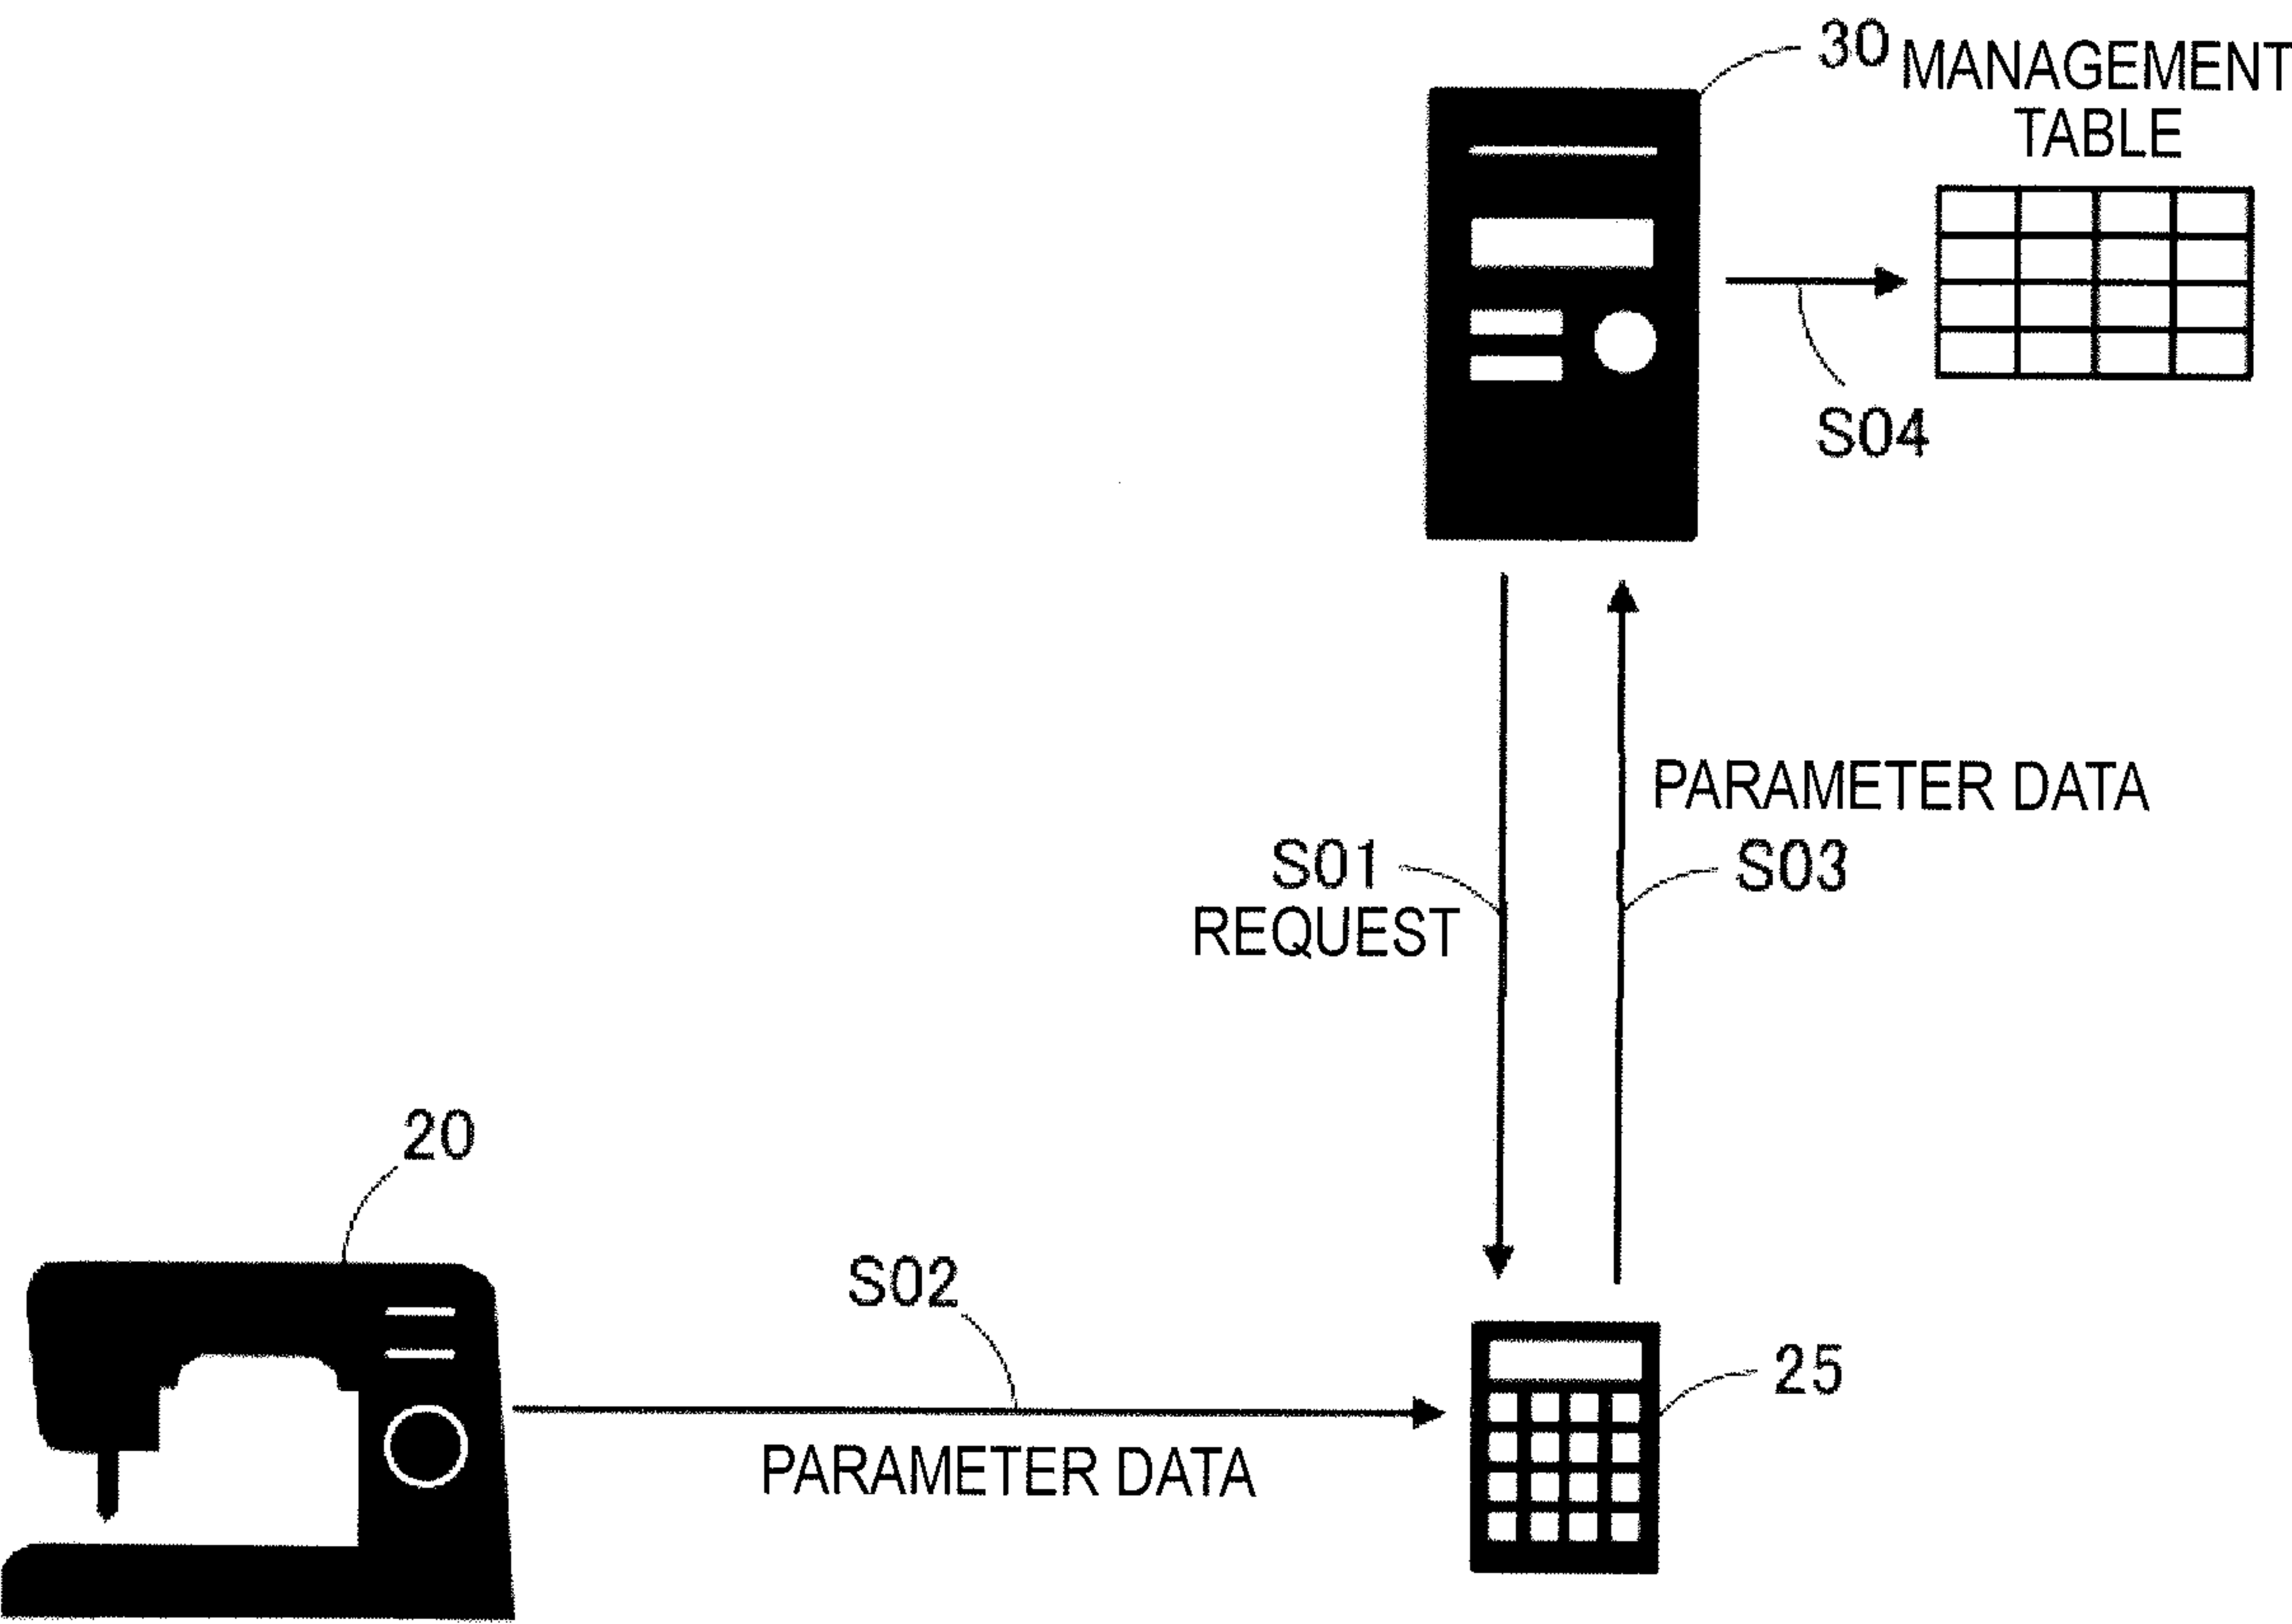 30
MANAGEMENT
TABLE
S04
PARAMETER DATA
S01
REQUEST
S03
20
S02
PARAMETER DATA
25